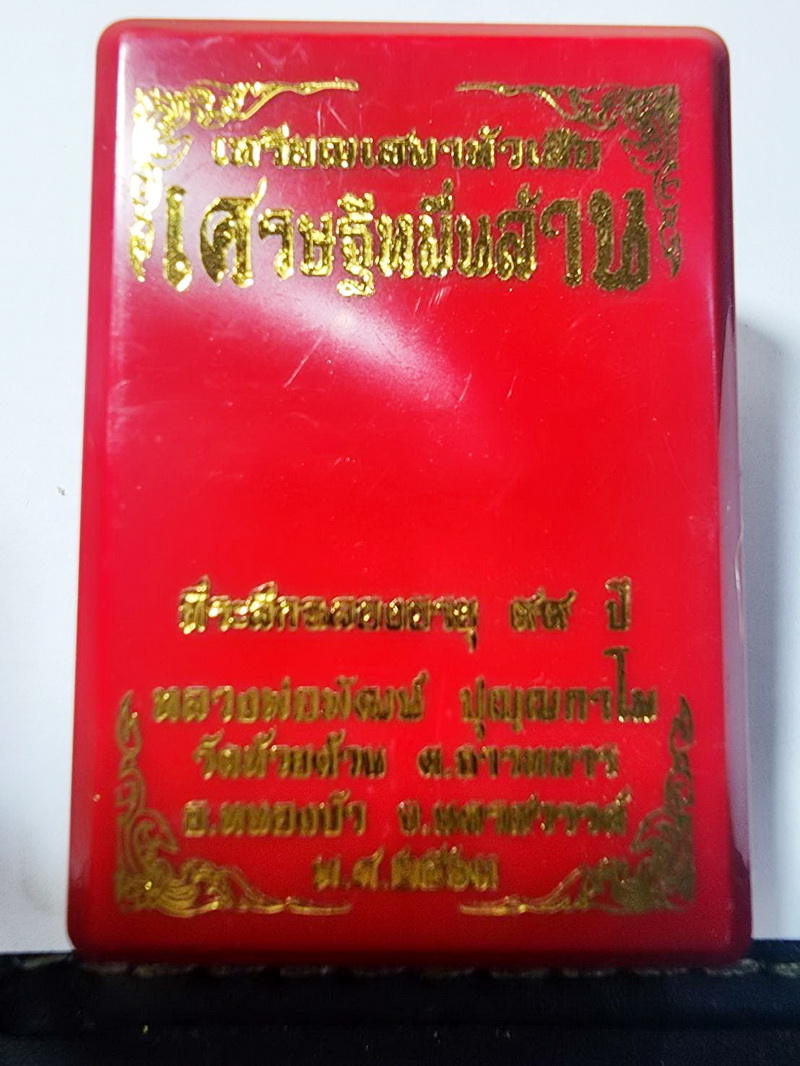 เหรียญเสมาหัวเสือ
เศรษฐีหมื่นล้าน
ที่ระลึกฉลองอายุ ๙๙ ปี
หลวงพ่อพัฒน์ ปุญฺญกาโม
วัดห้วยด้วน ต.ธารทหาร
อ.หนองบัว จ.นครสวรรค์
พ.ศ.๒๕๖๓